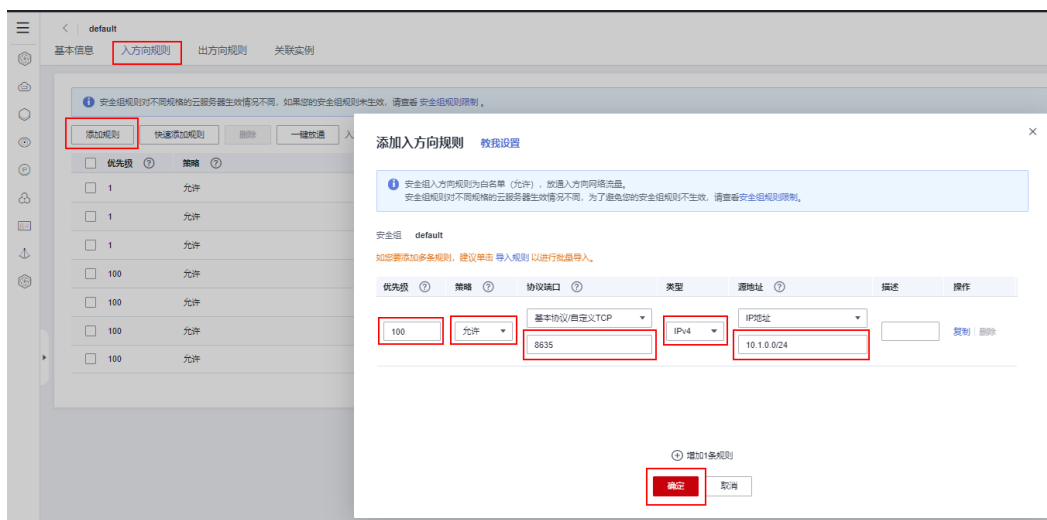 default
基本信息 入方向规则 出方向规则 关联实例
安全组规则对不同规格的云服务器生效情况不同，如果您的安全组规则未生效，请查看 安全组规则限制 。
添加规则 快速添加规则 删除 一键放通 入
优先级 策略
1 允许
1 允许
1 允许
100 允许
100 允许
100 允许
100 允许
添加入方向规则 教我设置
安全组入方向规则为白名单（允许），放通入方向网络流量。
安全组规则对不同规格的云服务器生效情况不同，为了避免您的安全组规则不生效，请查看安全组规则限制。
安全组 default
如您要添加多条规则，建议单击 导入规则 以进行批量导入。
优先级 策略 协议端口 类型 源地址 描述 操作
基本协议/自定义TCP IP地址
100 允许 IPv4 复制 删除
8635 10.1.0.0/24
增加1条规则
确定 取消